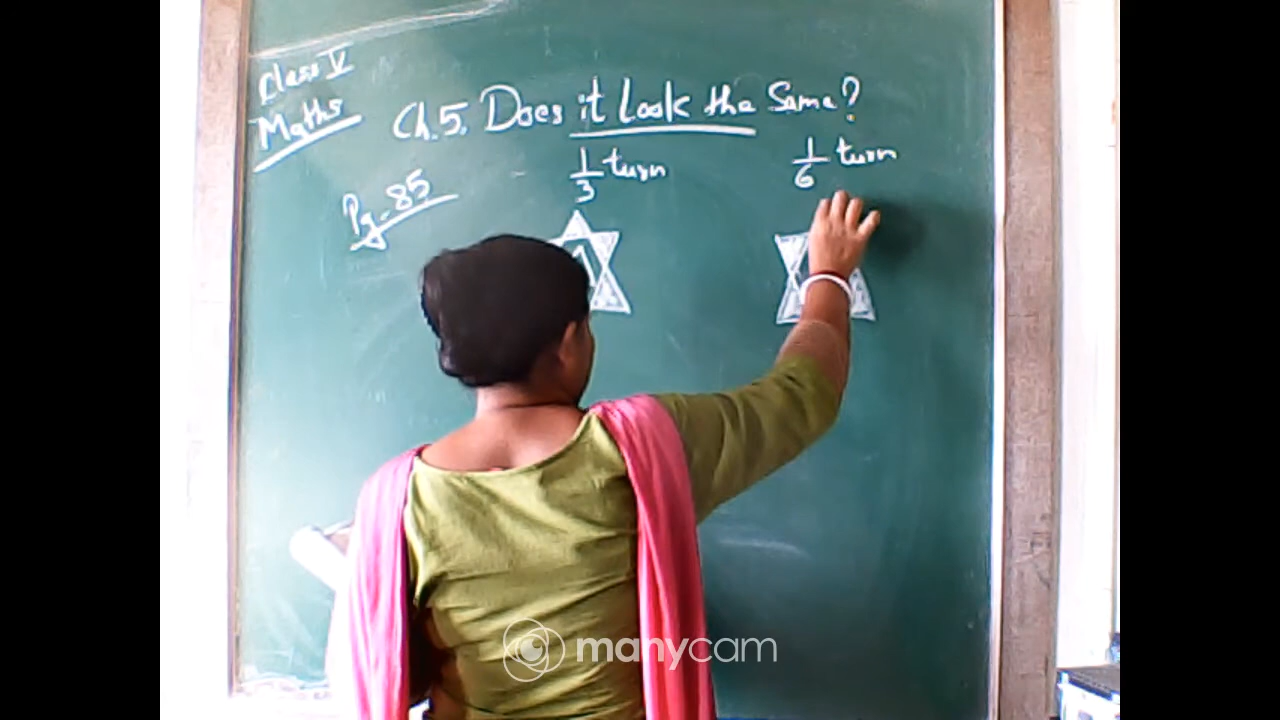 Class V
Maths
Ch.5. Does it Look the Same?
Pg-85
1/3 turn
1/6 turn
manycam